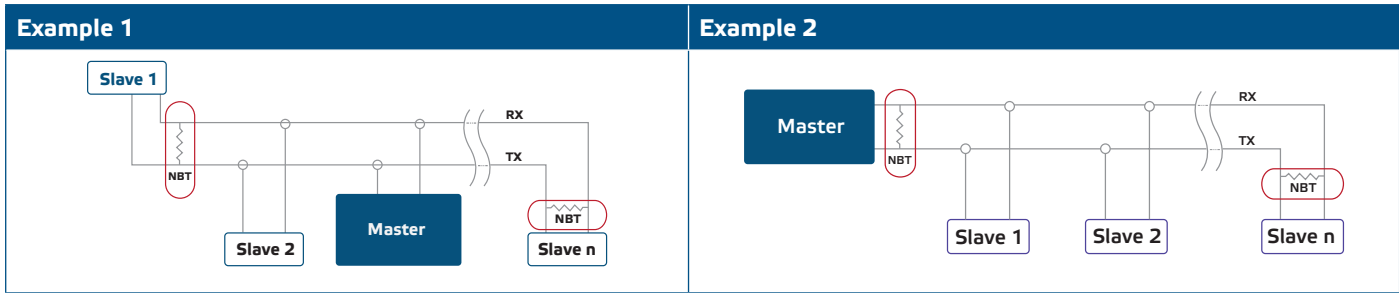 Example 1
Slave 1
RX
TX
NBT
NBT
Master
Slave 2
Slave n
Example 2
RX
Master
TX
NBT
NBT
Slave 1
Slave 2
Slave n